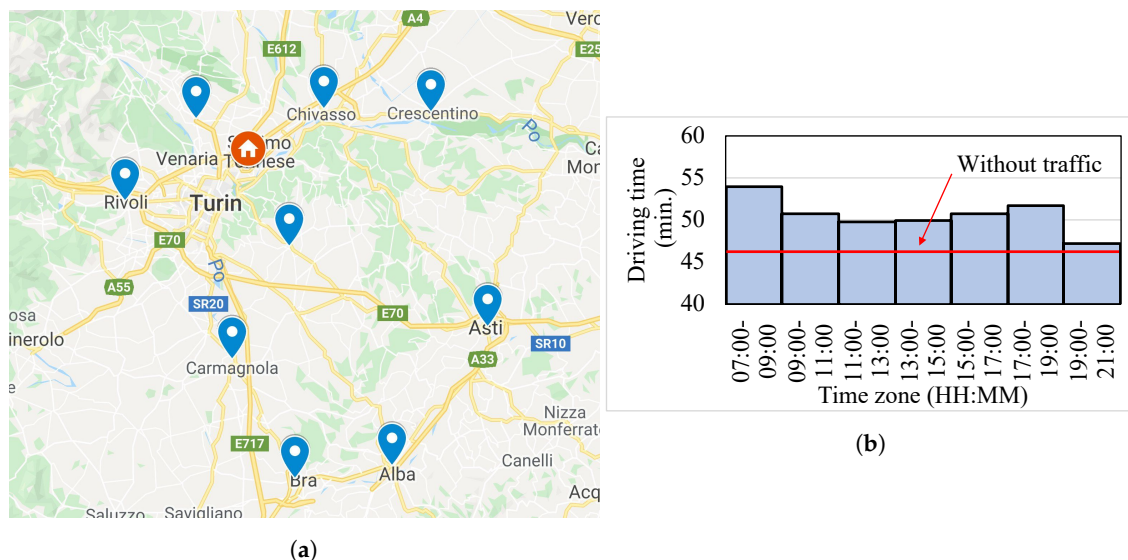 A4
Verc
E612
E25
Chivasso
Crescentino
Po
Ca
Mon
Venaria
Rivoli
Turin
E70
Po
A55
SR20
E70
osa
inerolo
Asti
SR10
A33
Carmagnola
e
Nizza
Monferrato
E717
Canelli
Bra
Alba
Acq
Saluzzo
Savigliano
(a)
60
55
50
45
40
Driving time
(min.)
Without traffic
07:00-
09:00
09:00-
11:00
11:00-
13:00
13:00-
15:00
15:00-
17:00
17:00-
19:00
19:00-
21:00
Time zone (HH:MM)
(b)